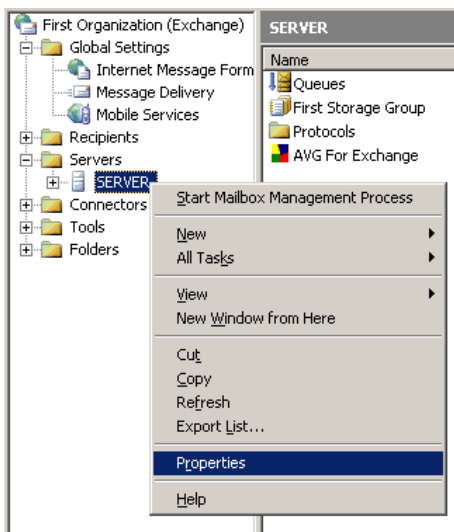 First Organization (Exchange)
Global Settings
Internet Message Form
Message Delivery
Mobile Services
Recipients
Servers
SERVER
Connectors
Tools
Folders
SERVER
Name
Queues
First Storage Group
Protocols
AVG For Exchange
Start Mailbox Management Process
New
All Tasks
View
New Window from Here
Cut
Copy
Refresh
Export List...
Properties
Help